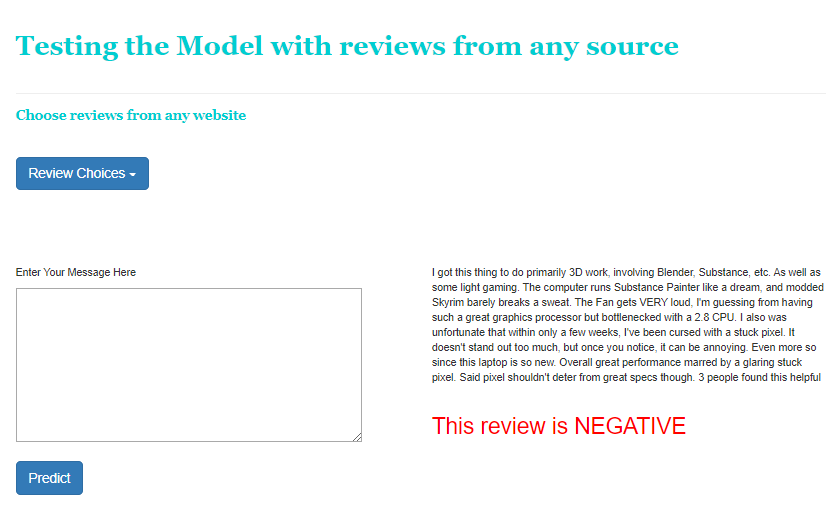 Testing the Model with reviews from any source
Choose reviews from any website
Review Choices
Enter Your Message Here
I got this thing to do primarily 3D work, involving Blender, Substance, etc. As well as
some light gaming. The computer runs Substance Painter like a dream, and modded
Skyrim barely breaks a sweat. The Fan gets VERY loud, I'm guessing from having
such a great graphics processor but bottlenecked with a 2.8 CPU. I also was
unfortunate that within only a few weeks, I've been cursed with a stuck pixel. It
doesn't stand out too much, but once you notice, it can be annoying. Even more so
since this laptop is so new. Overall great performance marred by a glaring stuck
pixel. Said pixel shouldn't deter from great specs though. 3 people found this helpful
This review is NEGATIVE
Predict